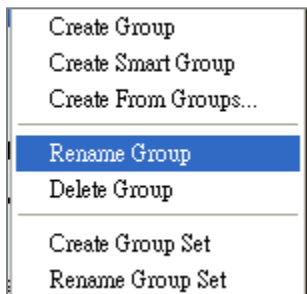 Create Group
Create Smart Group
Create From Groups...
Rename Group
Delete Group
Create Group Set
Rename Group Set